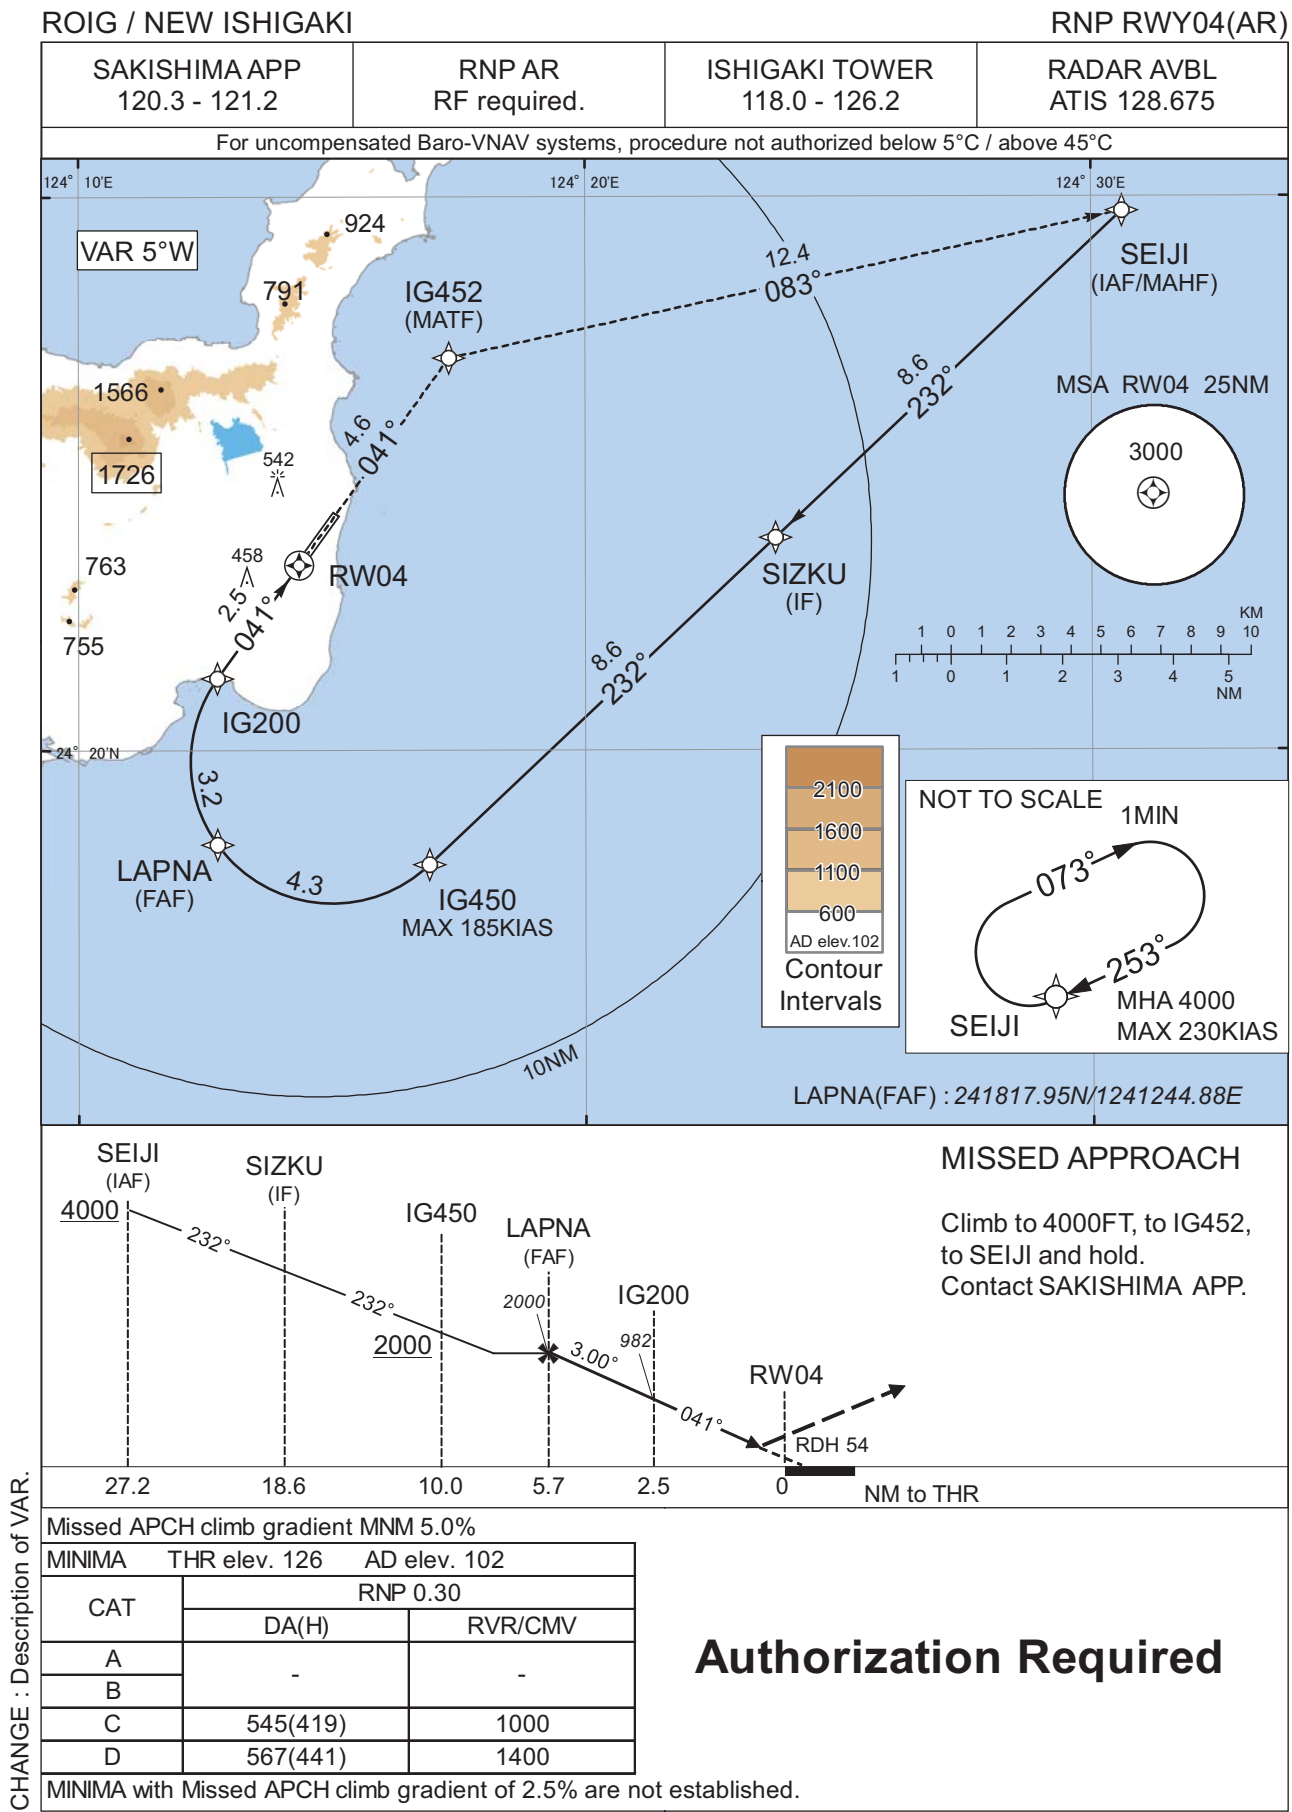 ROIG / NEW ISHIGAKI
RNP RWY04(AR)
SAKISHIMA APP
120.3 - 121.2
RNP AR
RF required.
ISHIGAKI TOWER
118.0 - 126.2
RADAR AVBL
ATIS 128.675
For uncompensated Baro-VNAV systems, procedure not authorized below 5°C / above 45°C
124° 10'E
124° 20'E
124° 30'E
924
VAR 5°W
791
IG452
(MATF)
12.4
083°
SEIJI
(IAF/MAHF)
1566
1726
542
4.6
041°
8.6
232°
MSA RW04 25NM
3000
763
755
458
RW04
2.5
041°
SIZKU
(IF)
8.6
232°
KM
1 0 1 2 3 4 5 6 7 8 9 10
1 0 1 2 3 4 5
NM
IG200
24° 20'N
3.2
LAPNA
(FAF)
4.3
IG450
MAX 185KIAS
2100
1600
1100
600
AD elev.102
Contour
Intervals
NOT TO SCALE
1MIN
073°
253°
SEIJI
MHA 4000
MAX 230KIAS
10NM
LAPNA(FAF) : 241817.95N/1241244.88E
SEIJI
(IAF)
4000
232°
SIZKU
(IF)
232°
IG450
2000
LAPNA
(FAF)
2000
3.00°
IG200
982
041°
RW04
RDH 54
27.2
18.6
10.0
5.7
2.5
0
NM to THR
MISSED APPROACH
Climb to 4000FT, to IG452,
to SEIJI and hold.
Contact SAKISHIMA APP.
Missed APCH climb gradient MNM 5.0%
MINIMA THR elev. 126 AD elev. 102
CAT
RNP 0.30
DA(H)
RVR/CMV
A
B
-
-
C 545(419) 1000
D 567(441) 1400
MINIMA with Missed APCH climb gradient of 2.5% are not established.
Authorization Required
CHANGE : Description of VAR.